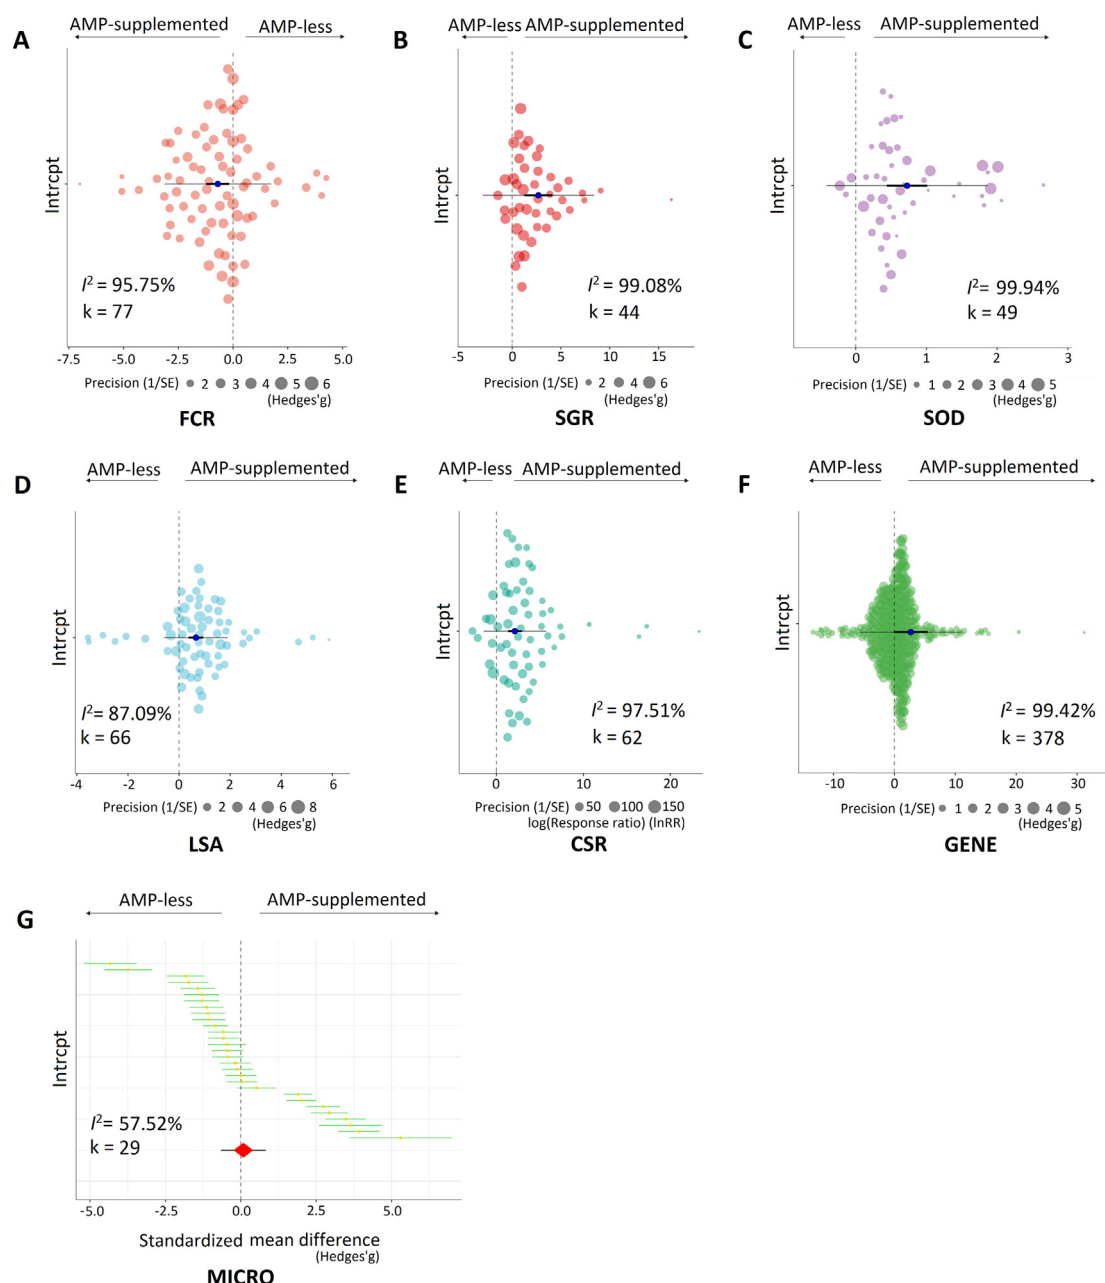 A
AMP-supplemented AMP-less
Intrcpt
I² = 95.75%
k = 77
-7.5 -5.0 -2.5 0.0 2.5 5.0
Precision (1/SE) 2 3 4 5 6
(Hedges'g)
FCR
B
AMP-less AMP-supplemented
Intrcpt
I² = 99.08%
k = 44
-5 0 5 10 15
Precision (1/SE) 2 4 6
(Hedges'g)
SGR
C
AMP-less AMP-supplemented
Intrcpt
I² = 99.94%
k = 49
0 1 2 3
Precision (1/SE) 1 2 3 4 5
(Hedges'g)
SOD
D
AMP-less AMP-supplemented
Intrcpt
I² = 87.09%
k = 66
-4 -2 0 2 4 6
Precision (1/SE) 2 4 6 8
(Hedges'g)
LSA
E
AMP-less AMP-supplemented
Intrcpt
I² = 97.51%
k = 62
0 10 20
Precision (1/SE) 50 100 150
log(Response ratio) (lnRR)
CSR
F
AMP-less AMP-supplemented
Intrcpt
I² = 99.42%
k = 378
-10 0 10 20 30
Precision (1/SE) 1 2 3 4 5
(Hedges'g)
GENE
G
AMP-less AMP-supplemented
Intrcpt
I² = 57.52%
k = 29
-5.0 -2.5 0.0 2.5 5.0
Standardized mean difference
(Hedges'g)
MICRO